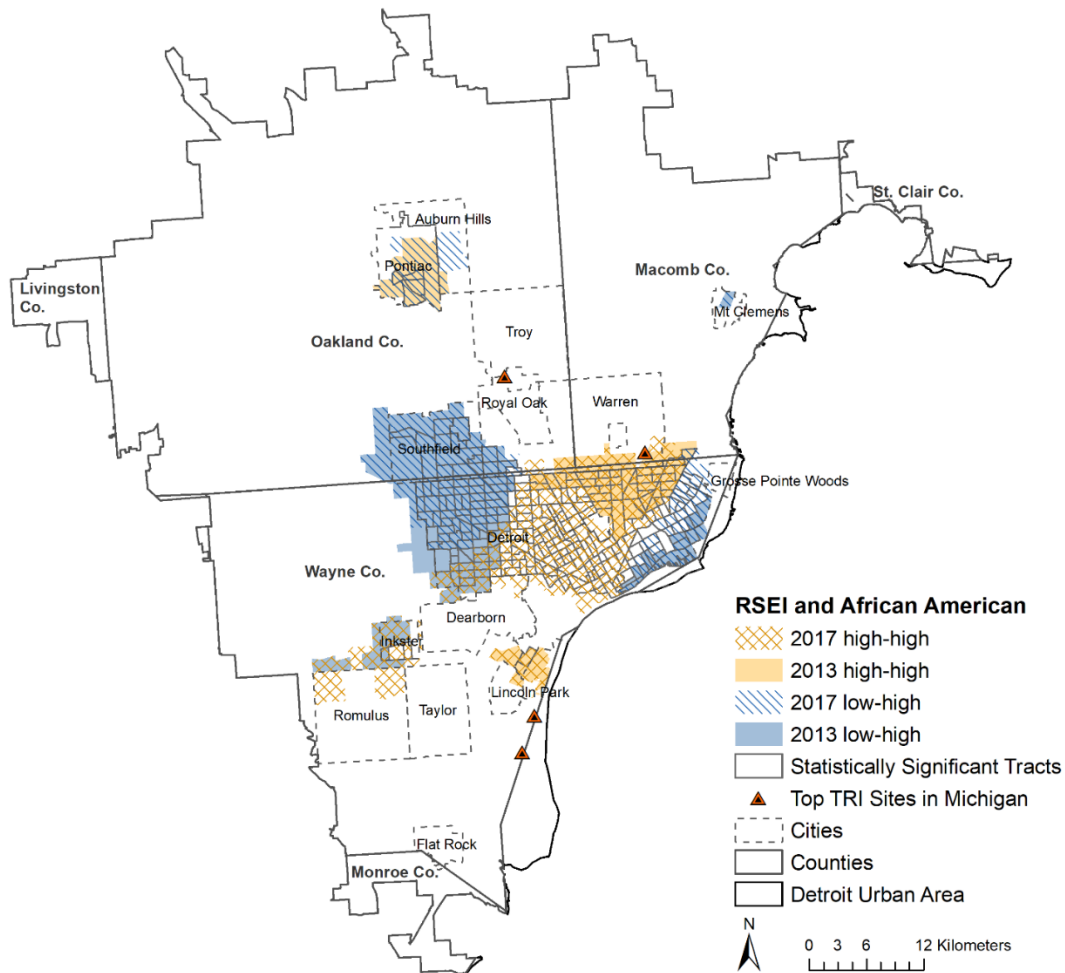 St. Clair Co.
Auburn Hills
Pontiac
Macomb Co.
Livingston
Co.
Mt Clemens
Oakland Co.
Troy
Royal Oak
Warren
Southfield
Grosse Pointe Woods
Detroit
Wayne Co.
Dearborn
Inkster
Lincoln Park
Romulus
Taylor
Flat Rock
Monroe Co.
RSEI and African American
2017 high-high
2013 high-high
2017 low-high
2013 low-high
Statistically Significant Tracts
Top TRI Sites in Michigan
Cities
Counties
Detroit Urban Area
N
0 3 6 12 Kilometers